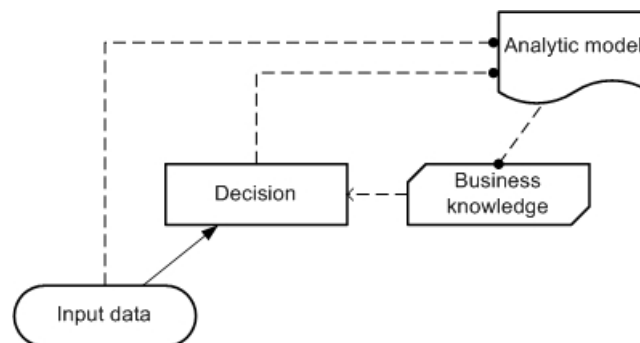 Analytic model
Decision
Business
knowledge
Input data